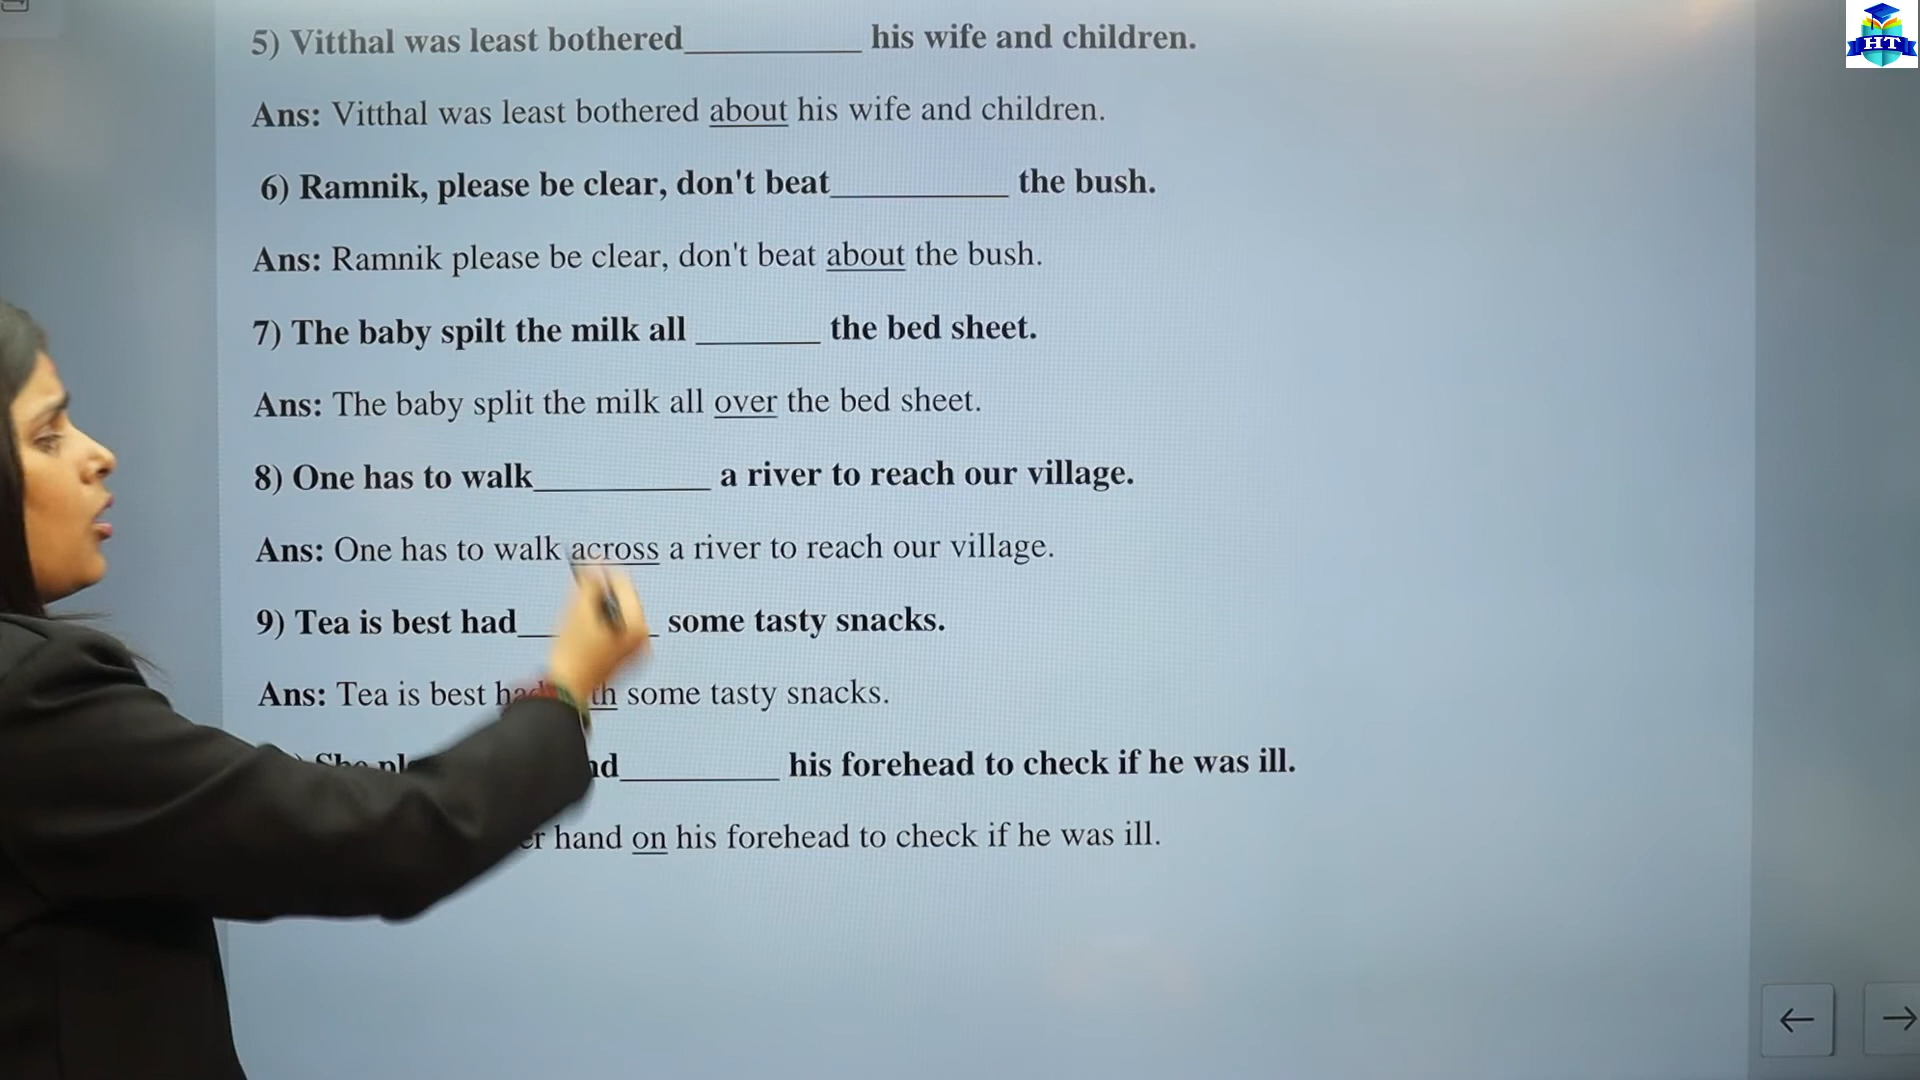 HT
5) Vitthal was least bothered__________ his wife and children.
Ans: Vitthal was least bothered about his wife and children.
6) Ramnik, please be clear, don't beat__________ the bush.
Ans: Ramnik please be clear, don't beat about the bush.
7) The baby spilt the milk all _______ the bed sheet.
Ans: The baby split the milk all over the bed sheet.
8) One has to walk__________ a river to reach our village.
Ans: One has to walk across a river to reach our village.
9) Tea is best had________ some tasty snacks.
Ans: Tea is best had some tasty snacks.
She _________ his forehead to check if he was ill.
hand on his forehead to check if he was ill.